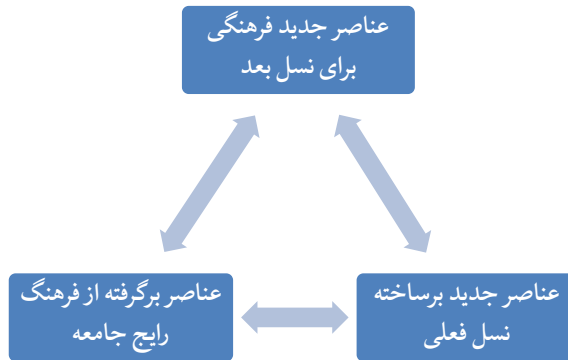 عناصر جدید فرهنگی
برای نسل بعد
عناصر جدید برساخته
نسل فعلی
عناصر برگرفته از فرهنگ
رایج جامعه